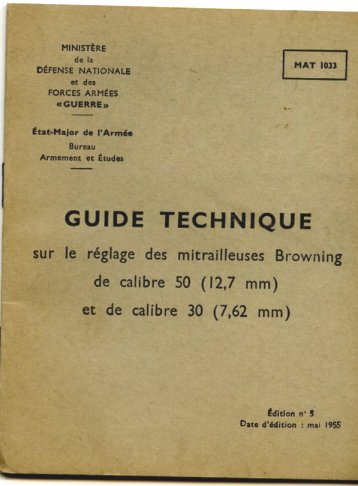 MINISTÈRE
de la
DÉFENSE NATIONALE
et des
FORCES ARMÉES
«GUERRE»
État-Major de l'Armée
Bureau
Armement et Études
MAT 1033
GUIDE TECHNIQUE
sur le réglage des mitrailleuses Browning
de calibre 50 (12,7 mm)
et de calibre 30 (7,62 mm)
Édition n° 5
Date d'édition : mai 1955